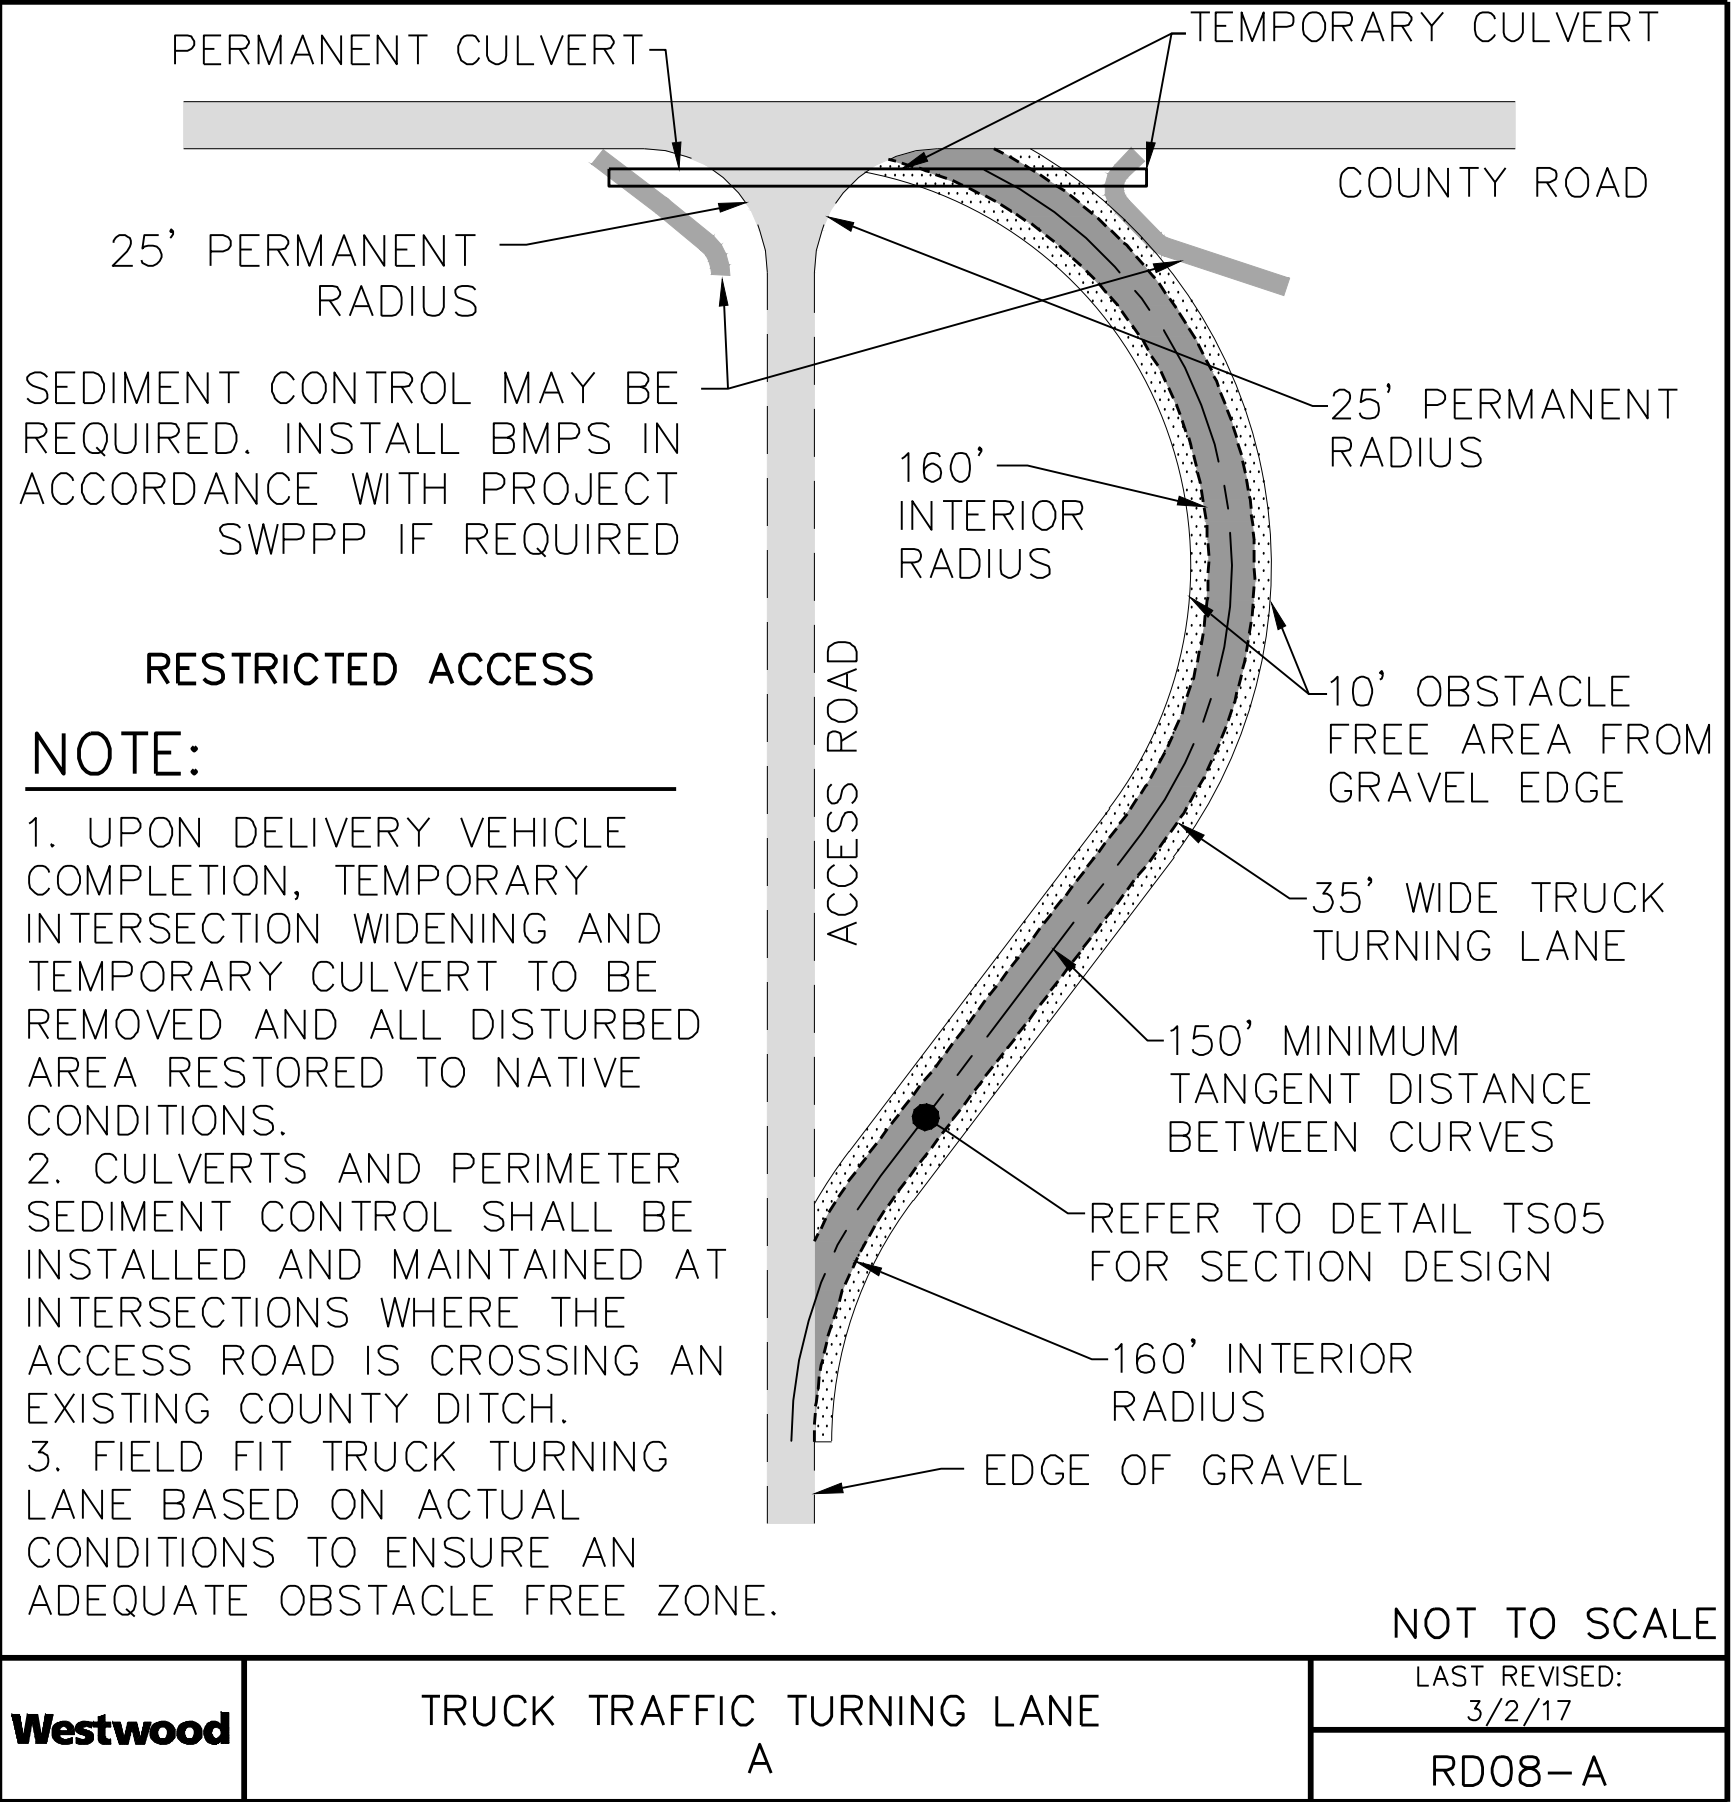 PERMANENT CULVERT
TEMPORARY CULVERT
COUNTY ROAD
25' PERMANENT
RADIUS
SEDIMENT CONTROL MAY BE
REQUIRED. INSTALL BMPS IN
ACCORDANCE WITH PROJECT
SWPPP IF REQUIRED
25' PERMANENT
RADIUS
160'
INTERIOR
RADIUS
RESTRICTED ACCESS
ACCESS ROAD
10' OBSTACLE
FREE AREA FROM
GRAVEL EDGE
35' WIDE TRUCK
TURNING LANE
150' MINIMUM
TANGENT DISTANCE
BETWEEN CURVES
REFER TO DETAIL TS05
FOR SECTION DESIGN
160' INTERIOR
RADIUS
EDGE OF GRAVEL
NOTE:
1. UPON DELIVERY VEHICLE
COMPLETION, TEMPORARY
INTERSECTION WIDENING AND
TEMPORARY CULVERT TO BE
REMOVED AND ALL DISTURBED
AREA RESTORED TO NATIVE
CONDITIONS.
2. CULVERTS AND PERIMETER
SEDIMENT CONTROL SHALL BE
INSTALLED AND MAINTAINED AT
INTERSECTIONS WHERE THE
ACCESS ROAD IS CROSSING AN
EXISTING COUNTY DITCH.
3. FIELD FIT TRUCK TURNING
LANE BASED ON ACTUAL
CONDITIONS TO ENSURE AN
ADEQUATE OBSTACLE FREE ZONE.
NOT TO SCALE
Westwood
TRUCK TRAFFIC TURNING LANE
A
LAST REVISED:
3/2/17
RD08-A